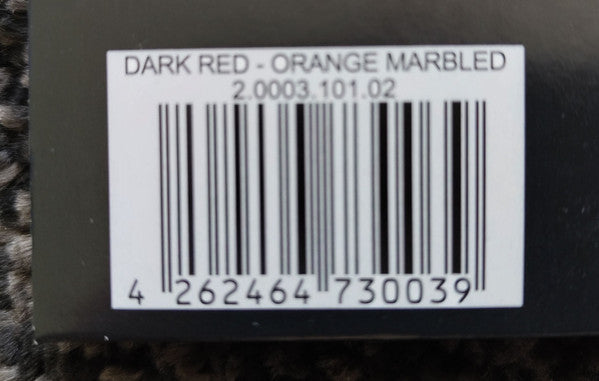 DARK RED - ORANGE MARBLED
2.0003.101.02
4 262464 730039